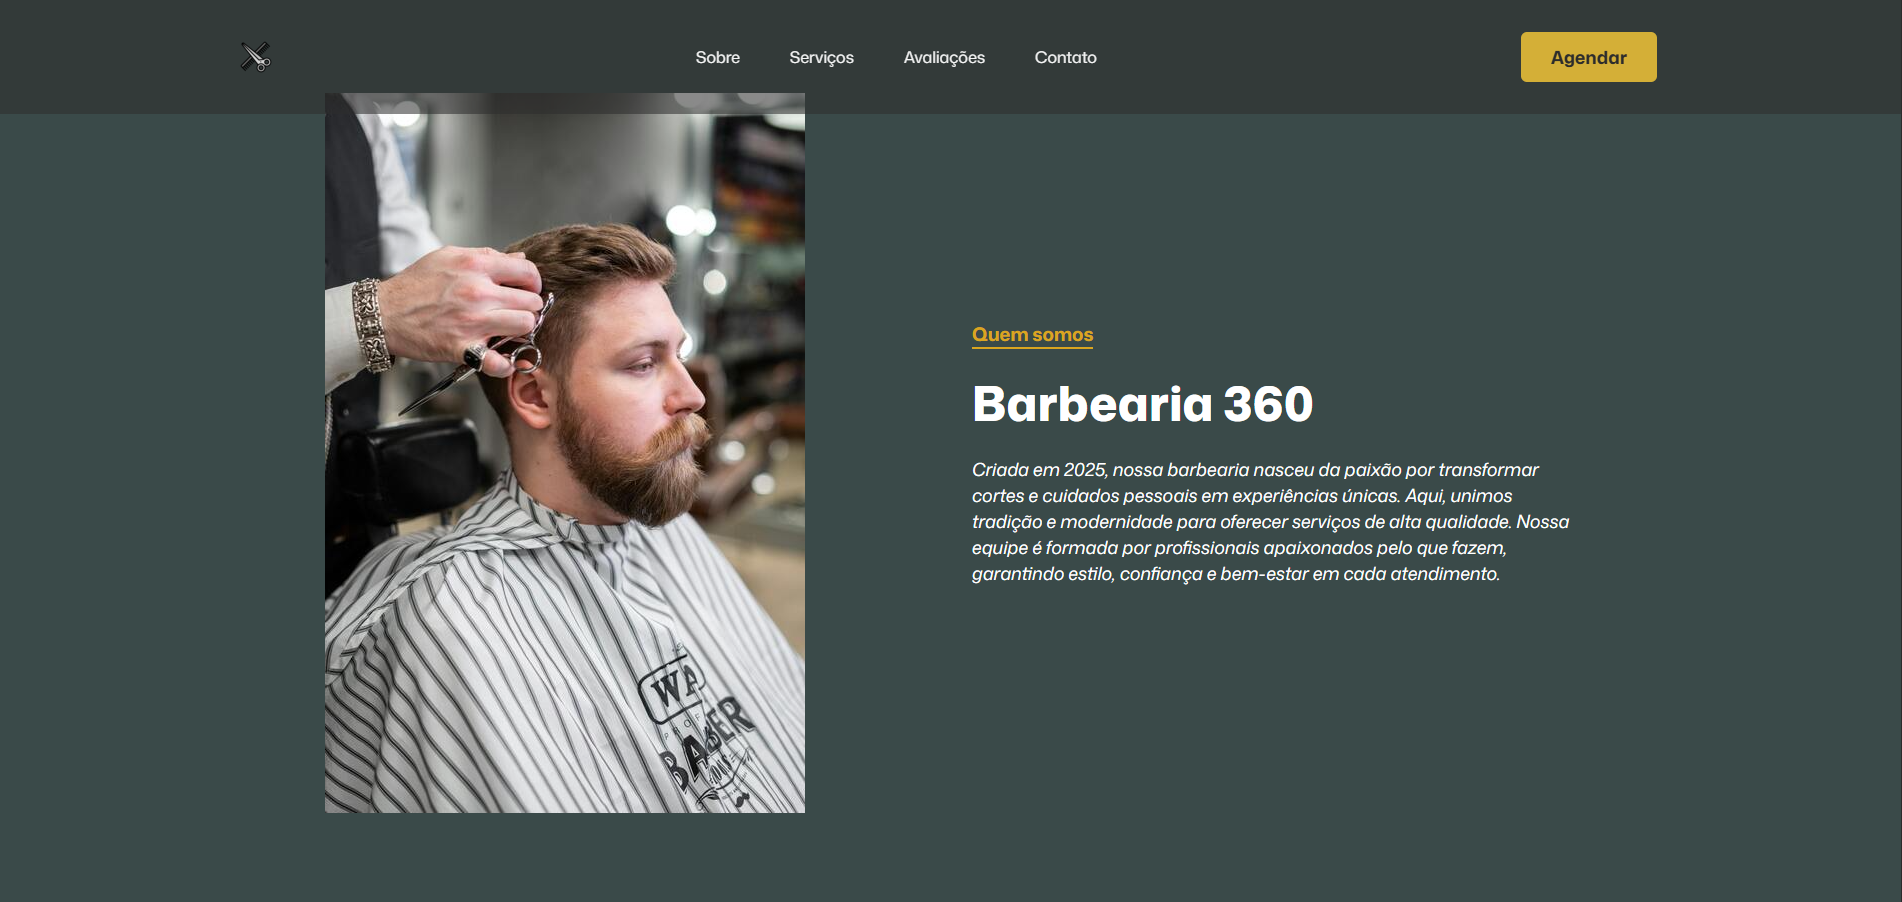 Sobre
Serviços
Avaliações
Contato
Agendar
Quem somos
Barbearia 360
Criada em 2025, nossa barbearia nasceu da paixão por transformar
cortes e cuidados pessoais em experiências únicas. Aqui, unimos
tradição e modernidade para oferecer serviços de alta qualidade. Nossa
equipe é formada por profissionais apaixonados pelo que fazem,
garantindo estilo, confiança e bem-estar em cada atendimento.
BARBER